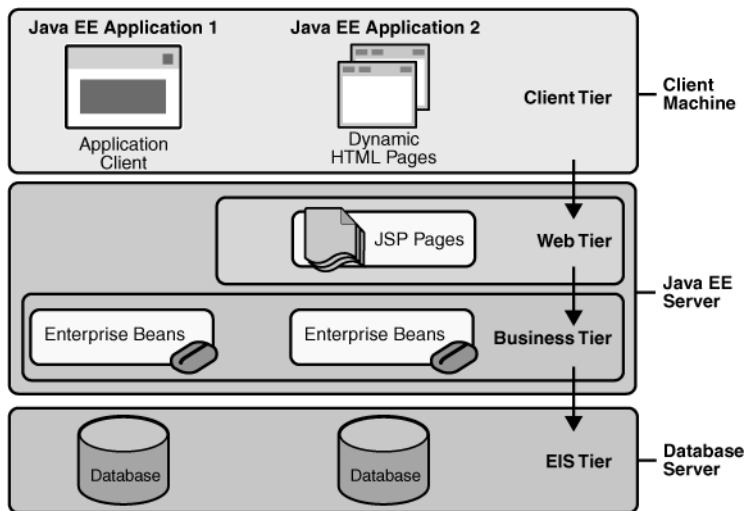 Java EE Application 1
Java EE Application 2
Application
Client
Dynamic
HTML Pages
Client Tier
Client
Machine
JSP Pages
Web Tier
Java EE
Server
Enterprise Beans
Enterprise Beans
Business Tier
Database
Database
EIS Tier
Database
Server